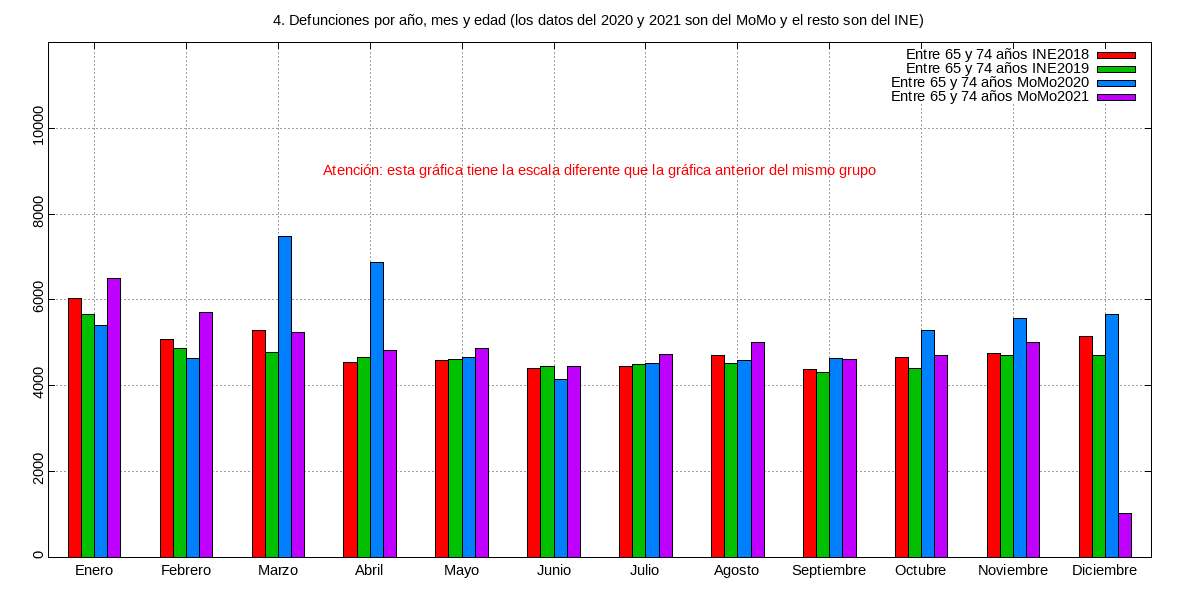 4. Defunciones por año, mes y edad (los datos del 2020 y 2021 son del MoMo y el resto son del INE)
Entre 65 y 74 años INE2018
Entre 65 y 74 años INE2019
Entre 65 y 74 años MoMo2020
Entre 65 y 74 años MoMo2021
10000
Atención: esta gráfica tiene la escala diferente que la gráfica anterior del mismo grupo
8000
6000
4000
2000
0
Enero Febrero Marzo Abril Mayo Junio Julio Agosto Septiembre Octubre Noviembre Diciembre